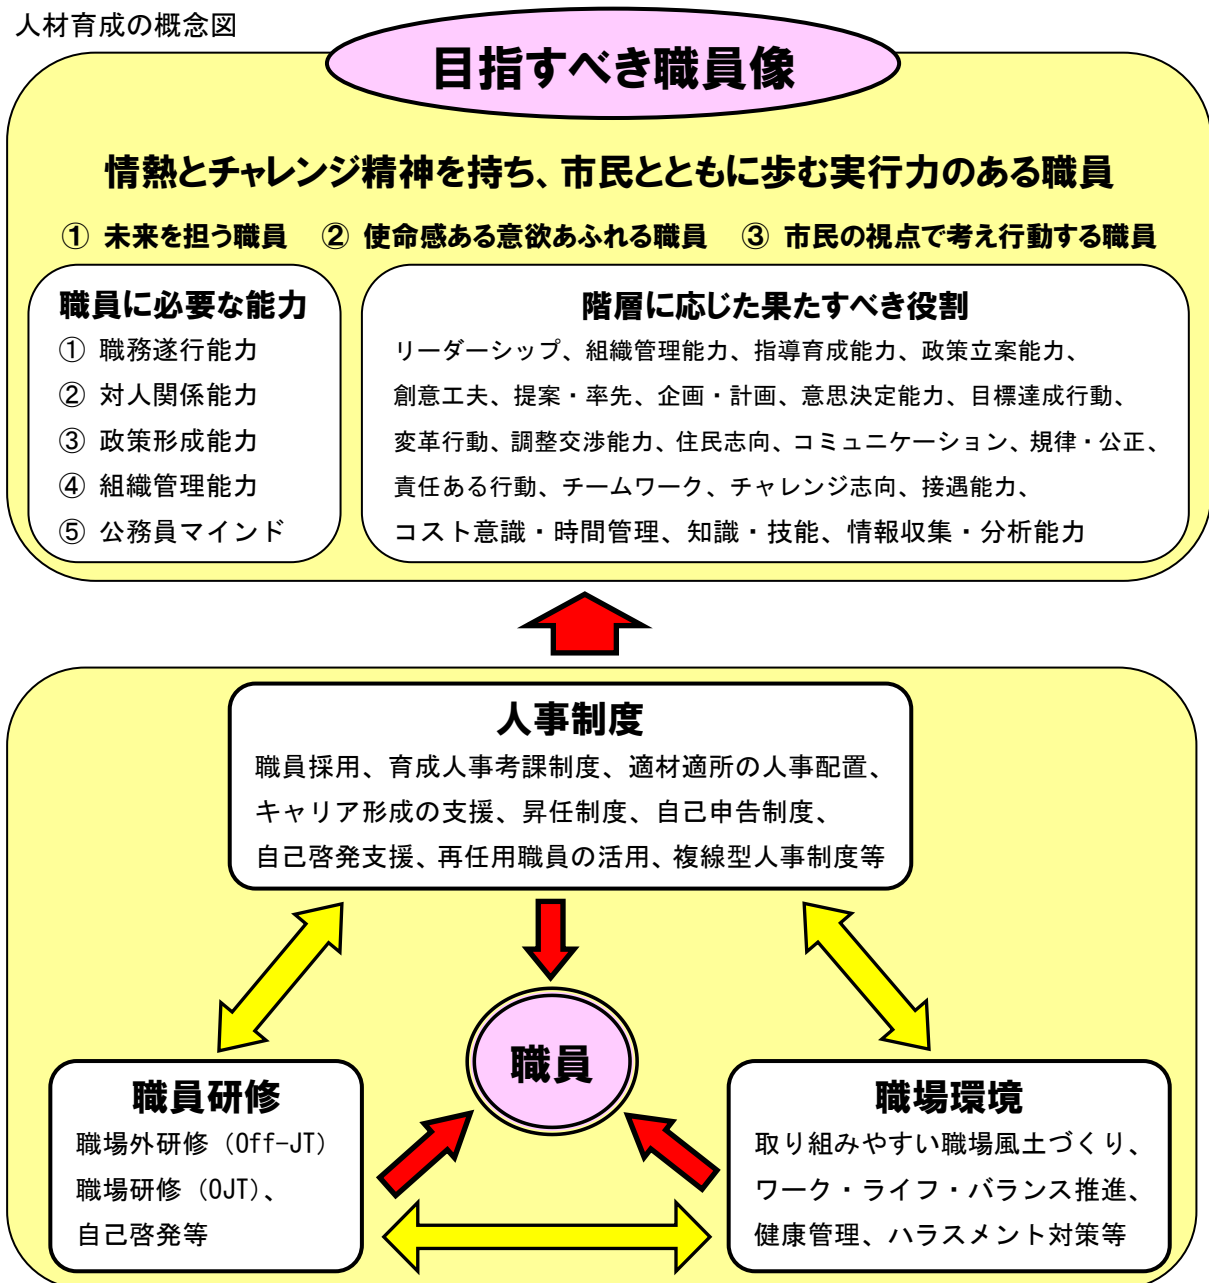 人材育成の概念図
目指すべき職員像
情熱とチャレンジ精神を持ち、市民とともに歩む実行力のある職員
① 未来を担う職員 ② 使命感ある意欲あふれる職員 ③ 市民の視点で考え行動する職員
職員に必要な能力
① 職務遂行能力
② 対人関係能力
③ 政策形成能力
④ 組織管理能力
⑤ 公務員マインド
階層に応じた果たすべき役割
リーダーシップ、組織管理能力、指導育成能力、政策立案能力、
創意工夫、提案・率先、企画・計画、意思決定能力、目標達成行動、
変革行動、調整交渉能力、住民志向、コミュニケーション、規律・公正、
責任ある行動、チームワーク、チャレンジ志向、接遇能力、
コスト意識・時間管理、知識・技能、情報収集・分析能力
人事制度
職員採用、育成人事考課制度、適材適所の人事配置、
キャリア形成の支援、昇任制度、自己申告制度、
自己啓発支援、再任用職員の活用、複線型人事制度等
職員
職員研修
職場外研修（Off-JT）
職場研修（OJT）、
自己啓発等
職場環境
取り組みやすい職場風土づくり、
ワーク・ライフ・バランス推進、
健康管理、ハラスメント対策等